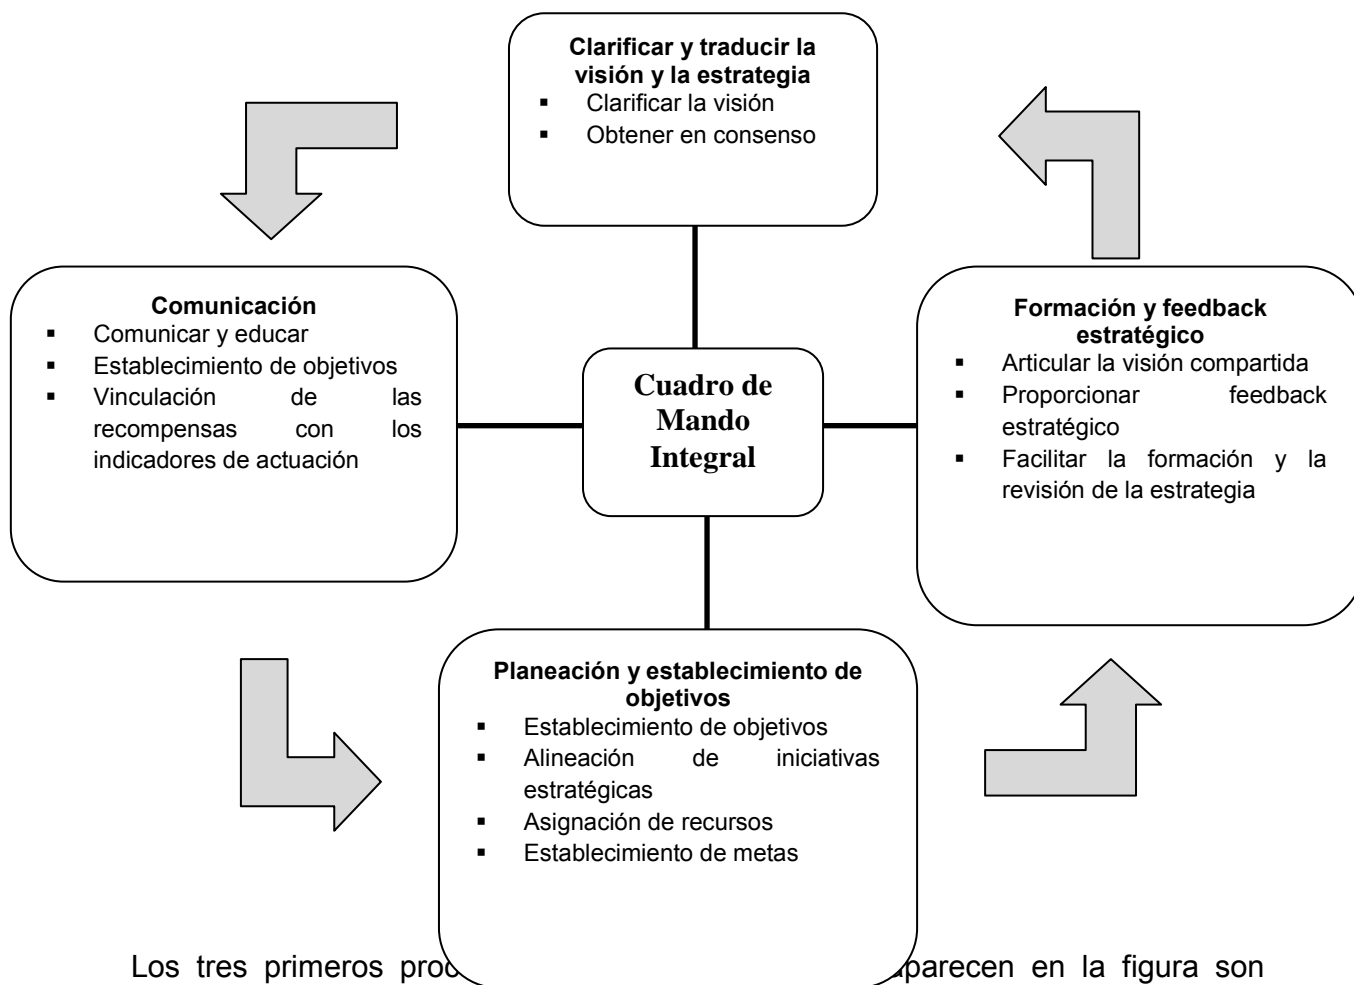 Clarificar y traducir la
visión y la estrategia
▪ Clarificar la visión
▪ Obtener en consenso
Comunicación
▪ Comunicar y educar
▪ Establecimiento de objetivos
▪ Vinculación de las
recompensas con los
indicadores de actuación
Cuadro de
Mando
Integral
Formación y feedback
estratégico
▪ Articular la visión compartida
▪ Proporcionar feedback
estratégico
▪ Facilitar la formación y la
revisión de la estrategia
Planeación y establecimiento de
objetivos
▪ Establecimiento de objetivos
▪ Alineación de iniciativas
estratégicas
▪ Asignación de recursos
▪ Establecimiento de metas
Los tres primeros en la figura son